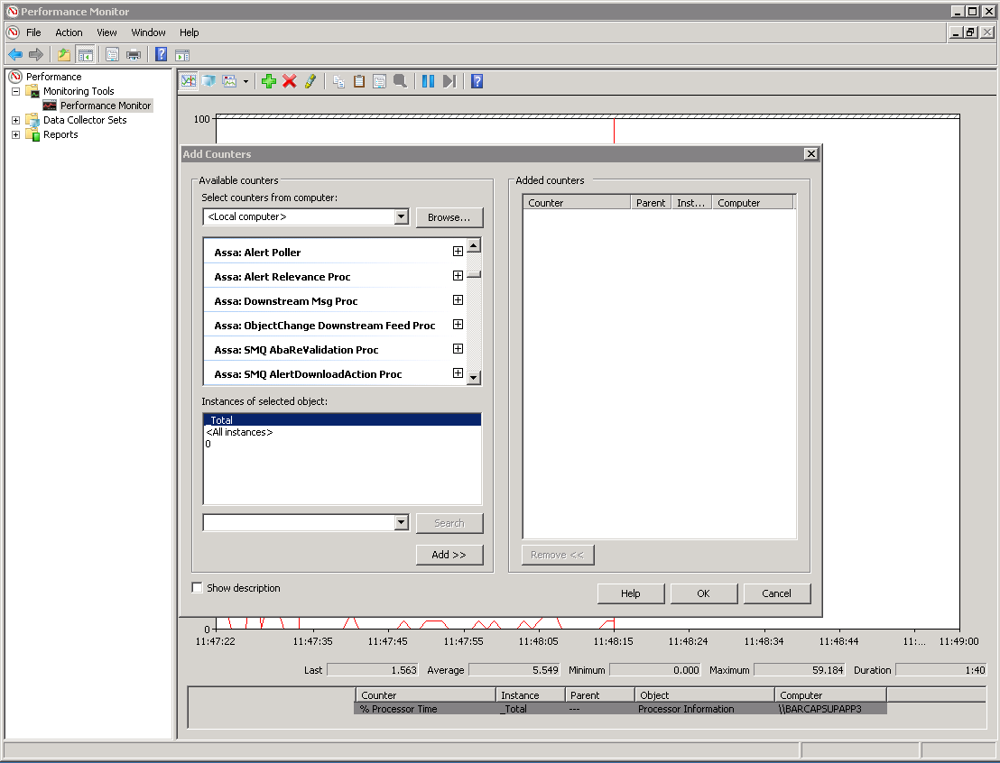 Performance Monitor
File Action View Window Help
Performance
Monitoring Tools
Performance Monitor
Data Collector Sets
Reports
100
Add Counters
Available counters
Select counters from computer:
<Local computer>
Browse...
Assa: Alert Poller
Assa: Alert Relevance Proc
Assa: Downstream Msg Proc
Assa: ObjectChange Downstream Feed Proc
Assa: SMQ AbaReValidation Proc
Assa: SMQ AlertDownloadAction Proc
Instances of selected object:
_Total
<All instances>
0
Search
Add >>
Show description
Added counters
Counter Parent Inst... Computer
Remove <<
Help OK Cancel
0
11:47:22 11:47:35 11:47:45 11:47:55 11:48:05 11:48:15 11:48:24 11:48:34 11:48:44 11:... 11:49:00
Last 1.563 Average 5.549 Minimum 0.000 Maximum 59.184 Duration 1:40
Counter Instance Parent Object Computer
% Processor Time _Total --- Processor Information \\BARCAPSUPAPP3